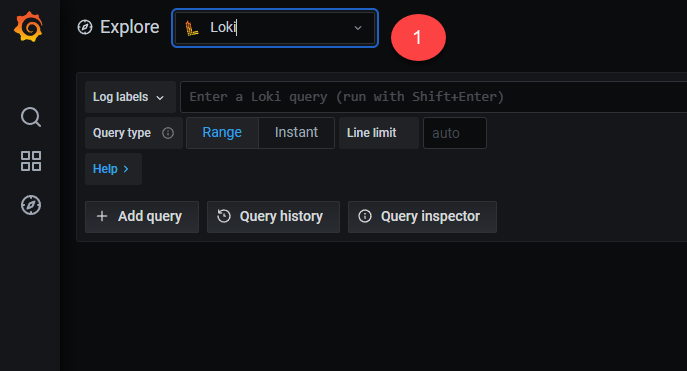 Explore Loki 1
Log labels Enter a Loki query (run with Shift+Enter)
Query type Range Instant Line limit auto
Help
Add query Query history Query inspector